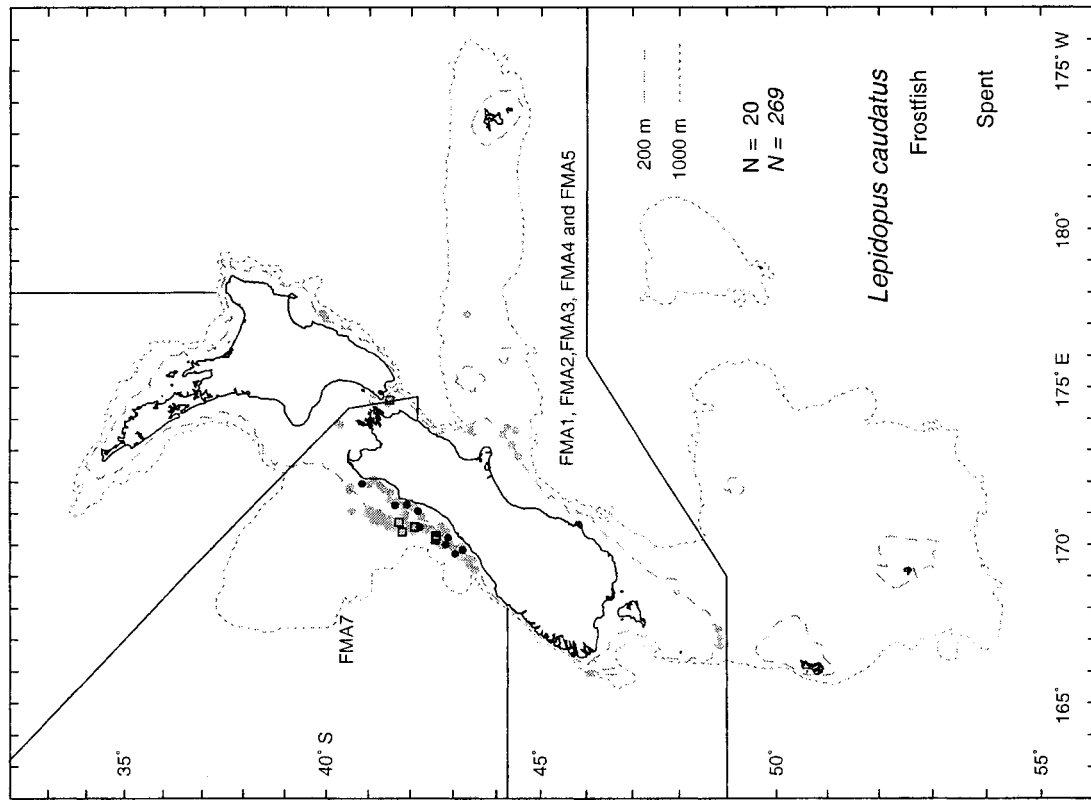 35°
40° S
45°
50°
55°
165°
170°
175° E
180°
175° W
FMA7
FMA1, FMA2,FMA3, FMA4 and FMA5
200 m
1000 m
N = 20
N = 269
Lepidopus caudatus
Frostfish
Spent